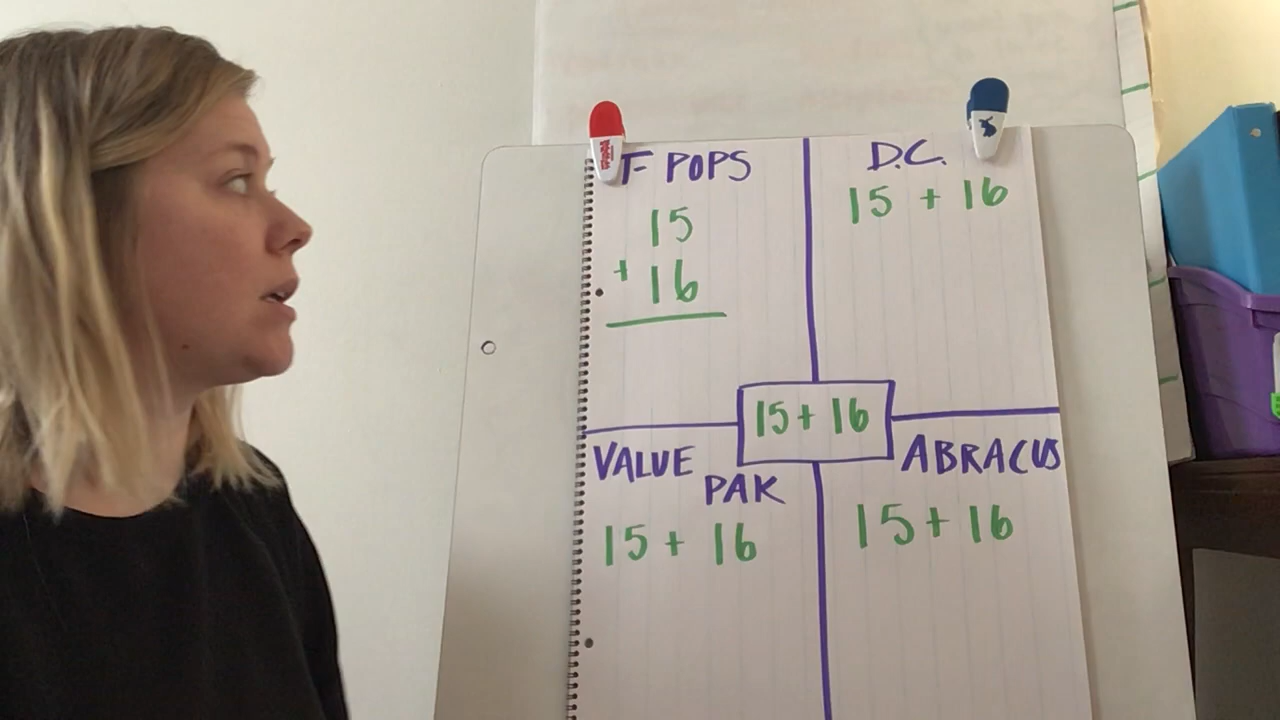 T- POPS
15
+ 16
D.C.
15 + 16
15 + 16
VALUE
PAK
15 + 16
ABRACUS
15 + 16